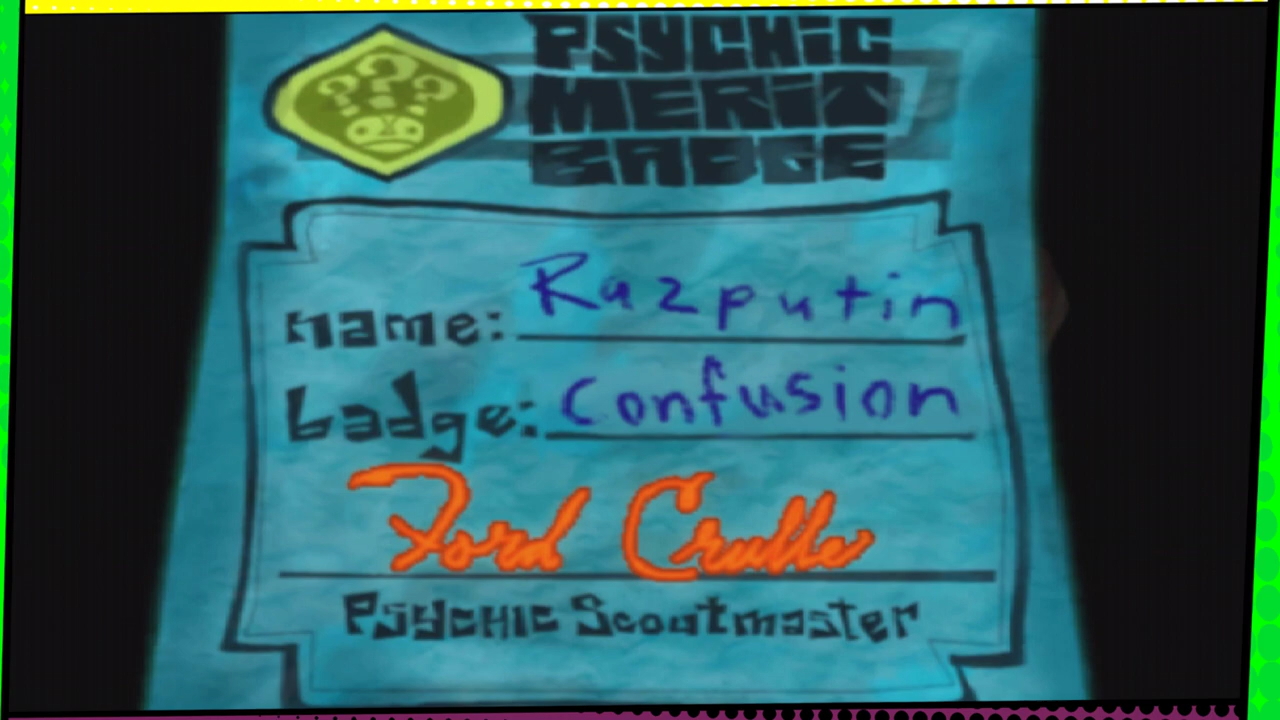 ???
PSYCHIC
MERIT
BADGE
name: Razputin
badge: Confusion
Ford Cruller
Psychic Scoutmaster